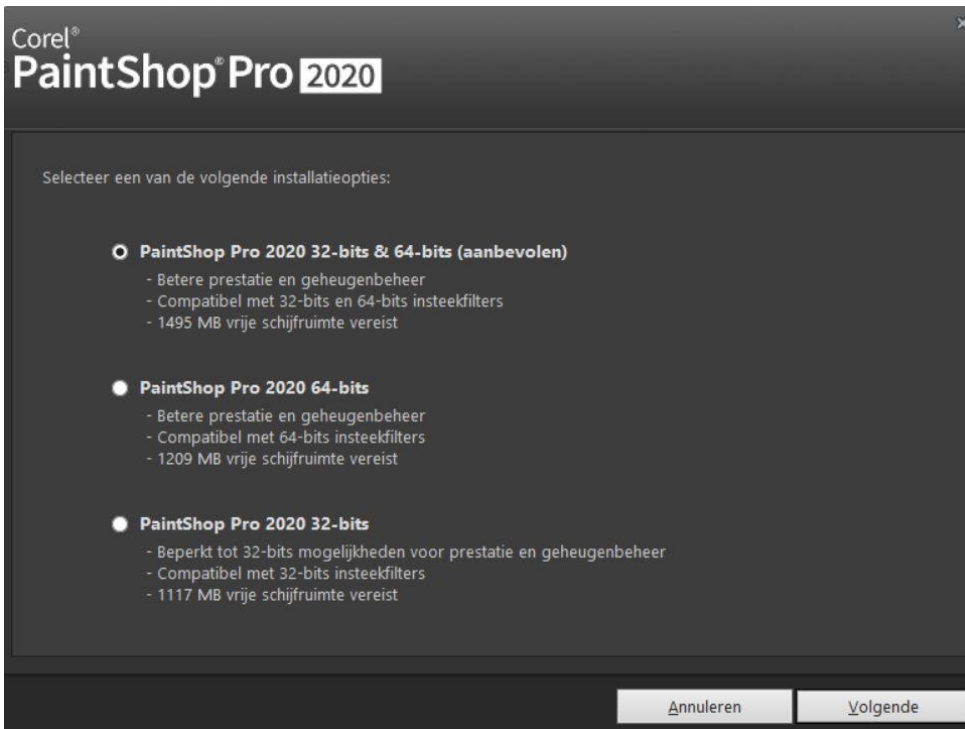 Corel®
PaintShop® Pro 2020
Selecteer een van de volgende installatieopties:
PaintShop Pro 2020 32-bits & 64-bits (aanbevolen)
- Betere prestatie en geheugenbeheer
- Compatibel met 32-bits en 64-bits insteekfilters
- 1495 MB vrije schijfruimte vereist
PaintShop Pro 2020 64-bits
- Betere prestatie en geheugenbeheer
- Compatibel met 64-bits insteekfilters
- 1209 MB vrije schijfruimte vereist
PaintShop Pro 2020 32-bits
- Beperkt tot 32-bits mogelijkheden voor prestatie en geheugenbeheer
- Compatibel met 32-bits insteekfilters
- 1117 MB vrije schijfruimte vereist
Annuleren Volgende